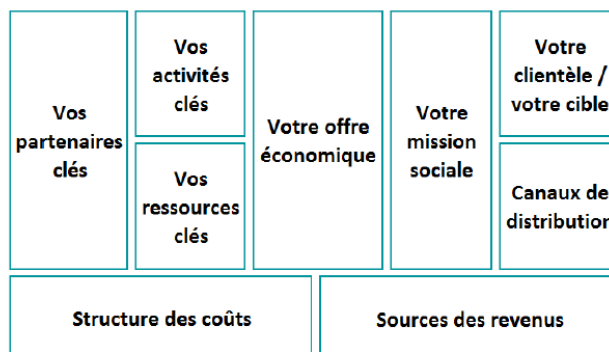 Vos
partenaires
clés
Vos
activités
clés
Vos
ressources
clés
Votre offre
économique
Votre
mission
sociale
Votre
clientèle /
votre cible
Canaux de
distribution
Structure des coûts
Sources des revenus